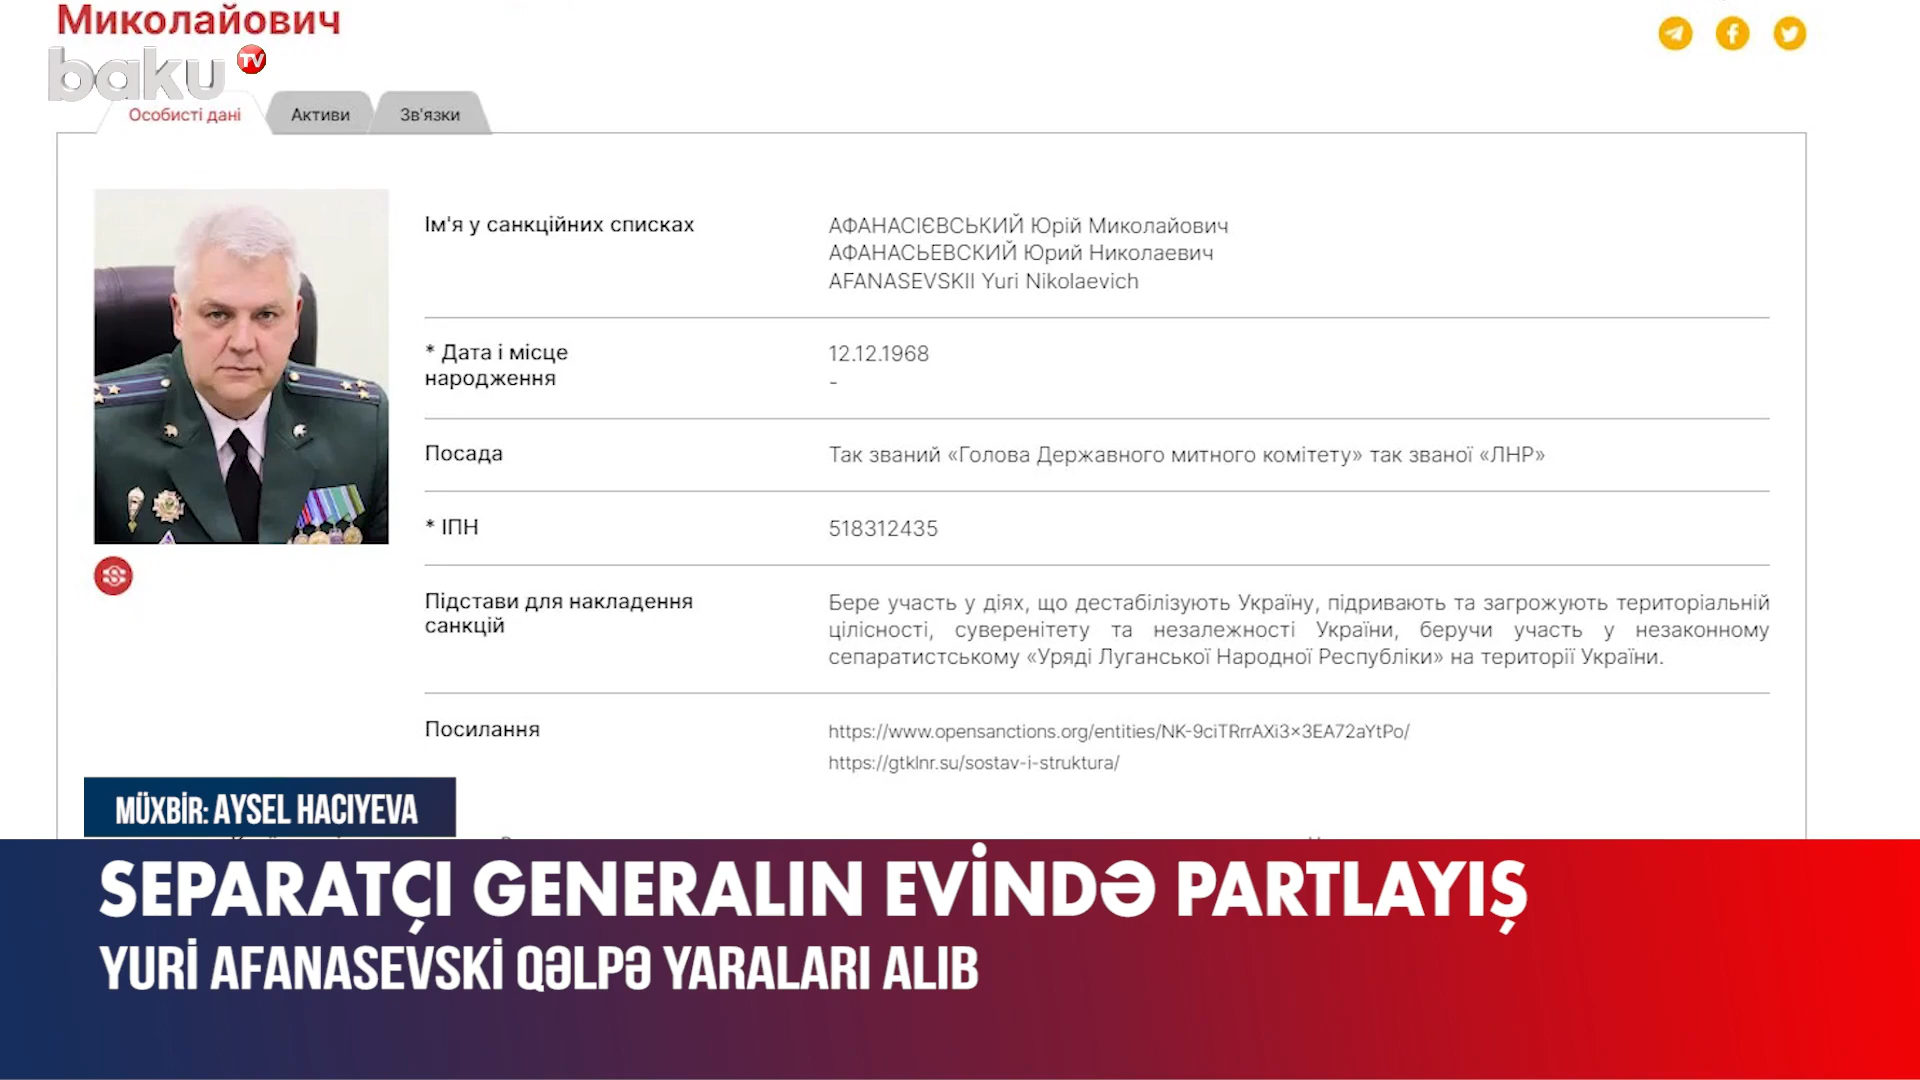 Миколайович
baku TV
Особисті дані
Активи
Зв'язки
Ім'я у санкційних списках
АФАНАСІЄВСЬКИЙ Юрій Миколайович
АФАНАСЬЕВСКИЙ Юрий Николаевич
AFANASEVSKII Yuri Nikolaevich
* Дата і місце
народження
12.12.1968
-
Посада
Так званий «Голова Державного митного комітету» так званої «ЛНР»
* ІПН
518312435
Підстави для накладення
санкцій
Бере участь у діях, що дестабілізують Україну, підривають та загрожують територіальній
цілісності, суверенітету та незалежності України, беручи участь у незаконному
сепаратистському «Уряді Луганської Народної Республіки» на території України.
Посилання
https://www.opensanctions.org/entities/NK-9ciTRrrAXi3×3EA72aYtPo/
https://gtklnr.su/sostav-i-struktura/
MÜXBİR: AYSEL HACIYEVA
SEPARATÇI GENERALIN EVİNDƏ PARTLAYIŞ
YURİ AFANASEVSKİ QƏLPƏ YARALARI ALIB